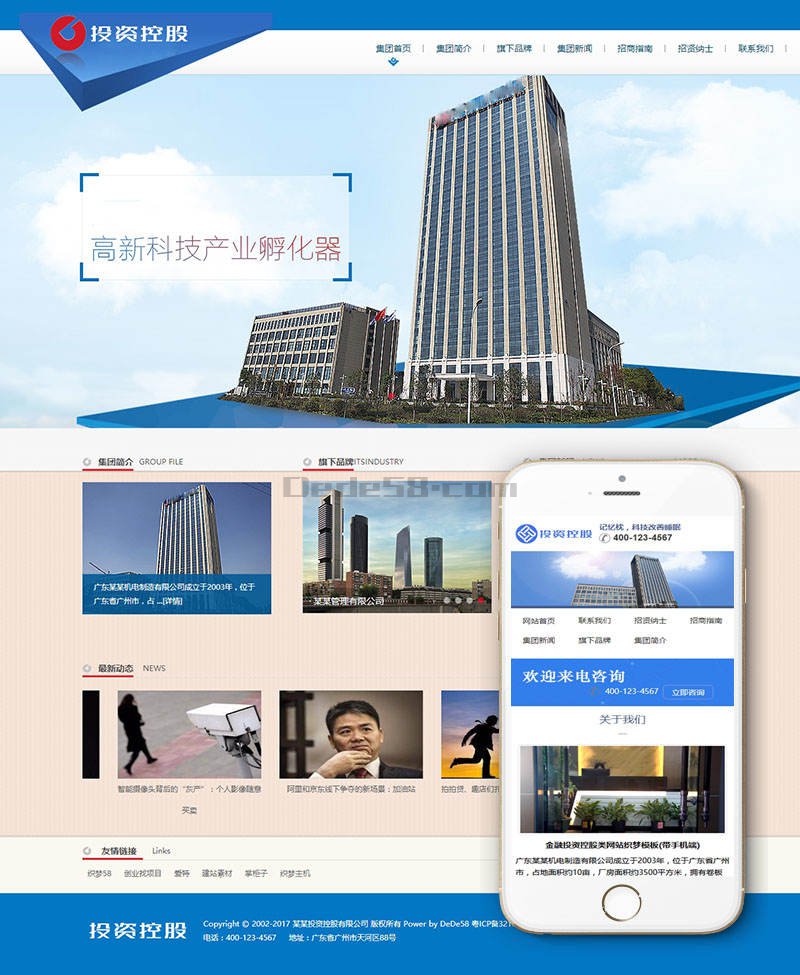 投资控股
集团首页 | 集团简介 | 旗下品牌 | 集团新闻 | 招商指南 | 招资纳士 | 联系我们 |
高新科技产业孵化器
集团简介 GROUP FILE
旗下品牌ITSINDUSTRY
Dede58.com
广东某某机电制造有限公司成立于2003年，位于
广东省广州市，占 ...[详情]
某某管理有限公司
最新动态 NEWS
智能摄像头背后的“灰产”：个人影像随意
买卖
阿里和京东线下争夺的新场景：加油站
拍拍贷、趣店们扎
友情链接 Links
织梦58 创业找项目 爱特 建站素材 掌柜子 织梦主机
投资控股
Copyright © 2002-2017 某某投资控股有限公司 版权所有 Power by DeDe58 粤ICP备321
电话：400-123-4567 地址：广东省广州市天河区88号
投资控股
记忆枕，科技改善睡眠
400-123-4567
网站首页 联系我们 招资纳士 招商指南
集团新闻 旗下品牌 集团简介
欢迎来电咨询
400-123-4567 立即咨询
关于我们
金融投资控股类网站织梦模板(带手机端)
广东某某机电制造有限公司成立于2003年，位于广东省广州
市，占地面积约10亩，厂房面积约3500平方米，拥有卷板